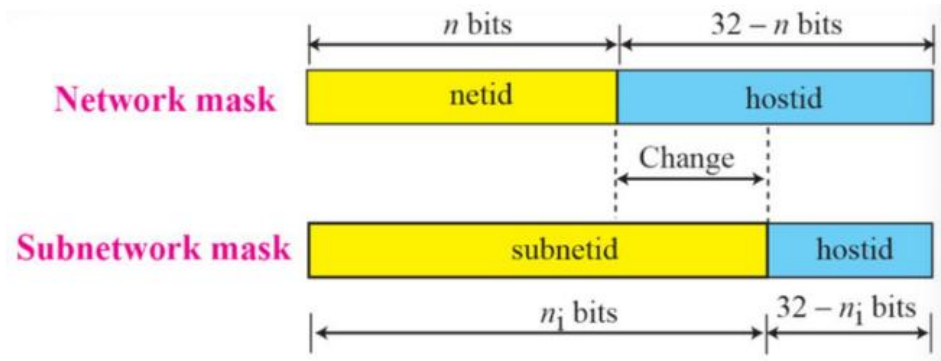 n bits
32 – n bits
Network mask
netid
hostid
Change
Subnetwork mask
subnetid
hostid
nᵢ bits
32 – nᵢ bits